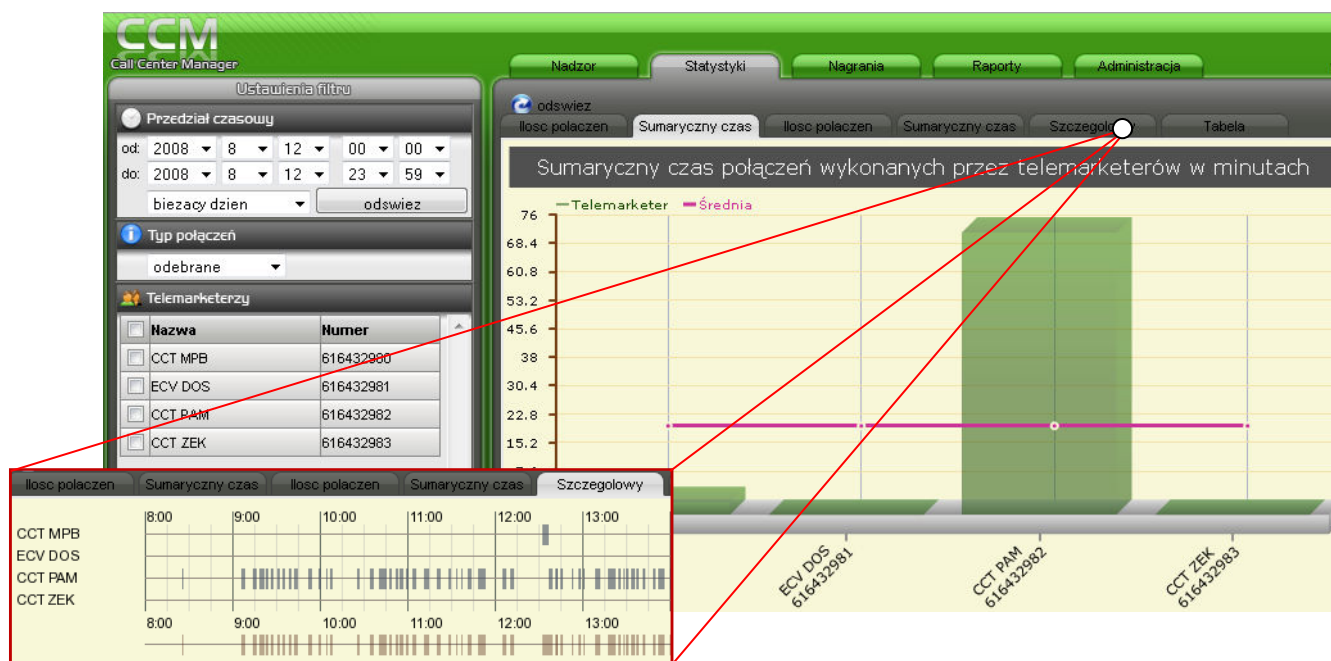 CCM
Call Center Manager
Nadzor Statystyki Nagrania Raporty Administracja
Ustawienia filtru
Przedział czasowy
od: 2008 8 12 00 00
do: 2008 8 12 23 59
biezacy dzien odswiez
Typ połączeń
odebrane
Telemarketerzy
Nazwa Numer
CCT MPB 616432980
ECV DOS 616432981
CCT PAM 616432982
CCT ZEK 616432983
odswiez
Ilosc polaczen Sumaryczny czas Ilosc polaczen Sumaryczny czas Szczegolowy Tabela
Sumaryczny czas połączeń wykonanych przez telemarketerów w minutach
Telemarketer Średnia
76
68.4
60.8
53.2
45.6
38
30.4
22.8
15.2
ECV DOS
616432981
CCT PAM
616432982
CCT ZEK
616432983
Ilosc polaczen Sumaryczny czas Ilosc polaczen Sumaryczny czas Szczegolowy
8:00 9:00 10:00 11:00 12:00 13:00
CCT MPB
ECV DOS
CCT PAM
CCT ZEK
8:00 9:00 10:00 11:00 12:00 13:00